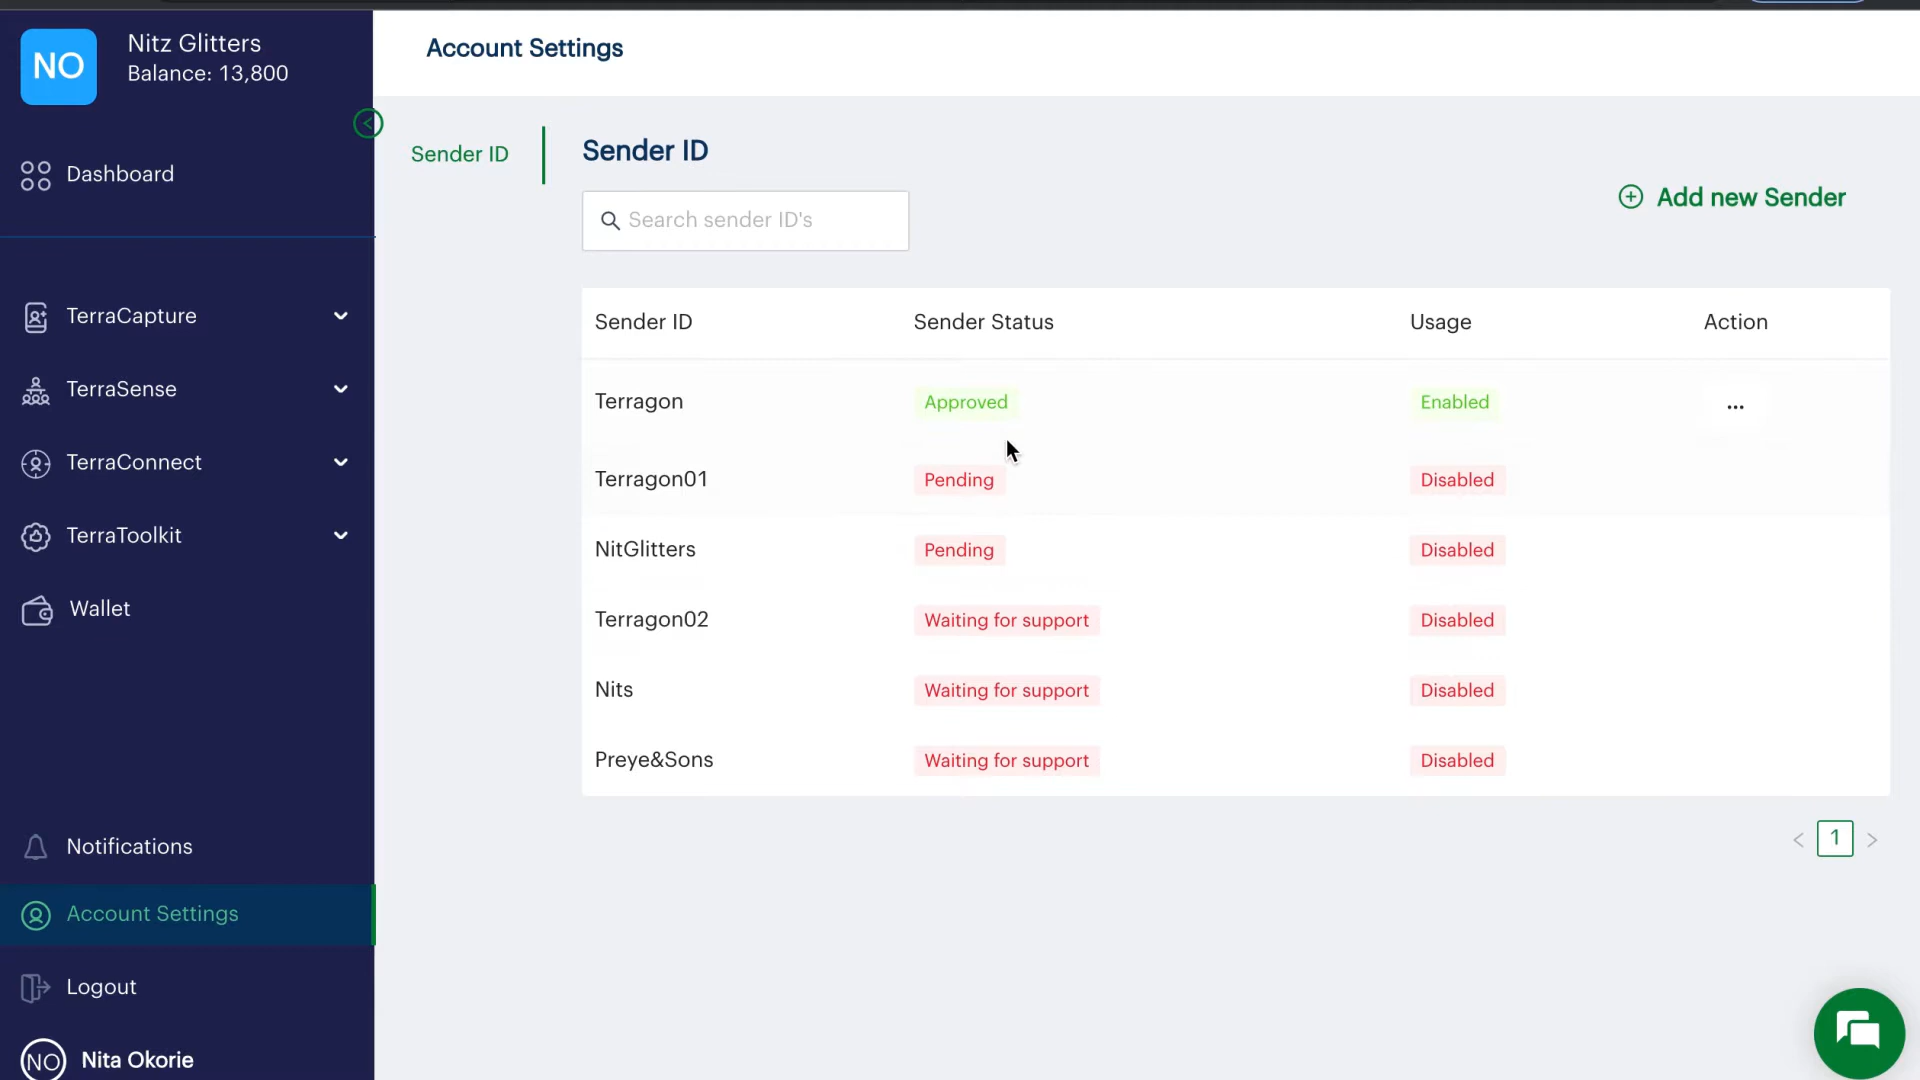 NO
Nitz Glitters
Balance: 13,800
Dashboard
TerraCapture
TerraSense
TerraConnect
TerraToolkit
Wallet
Notifications
Account Settings
Logout
NO Nita Okorie
Account Settings
Sender ID
Sender ID
Search sender ID's
Add new Sender
Sender ID Sender Status Usage Action
Terragon Approved Enabled ...
Terragon01 Pending Disabled
NitGlitters Pending Disabled
Terragon02 Waiting for support Disabled
Nits Waiting for support Disabled
Preye&Sons Waiting for support Disabled
< 1 >